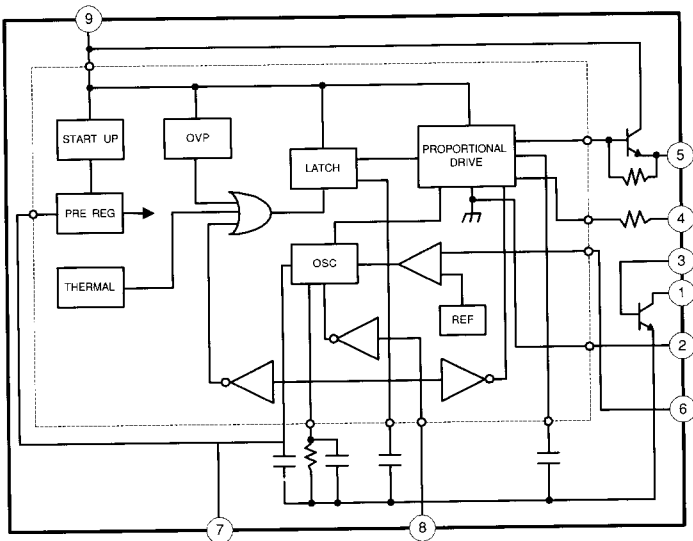 9
START UP
OVP
LATCH
PROPORTIONAL
DRIVE
5
PRE REG
4
THERMAL
OSC
REF
3
1
2
6
7
8